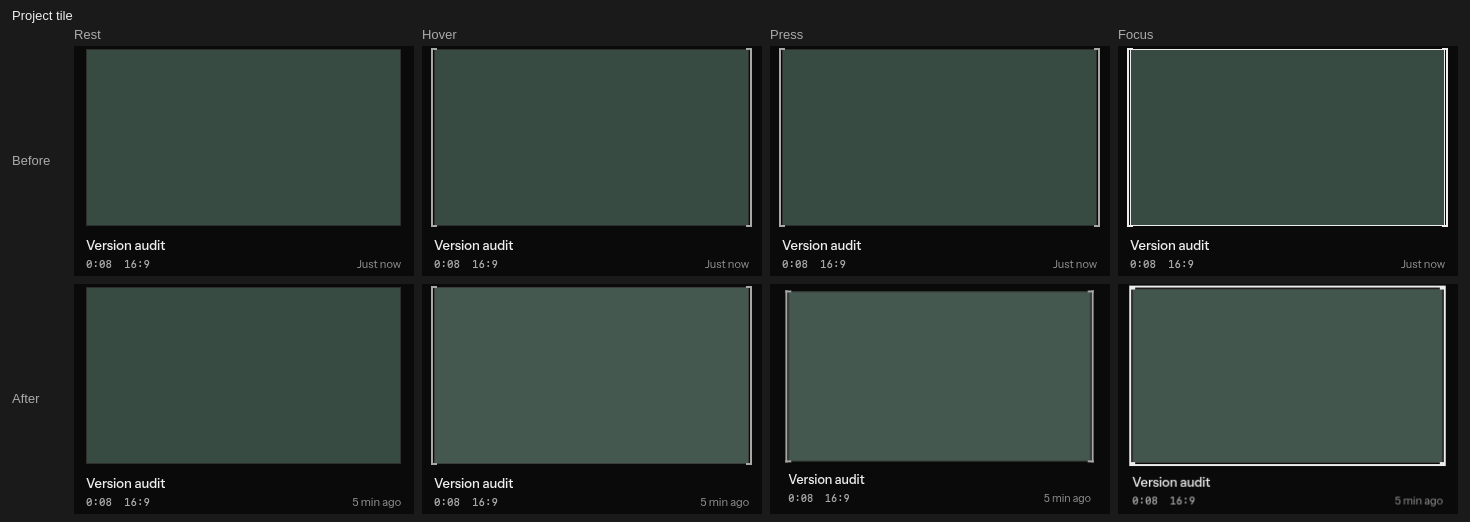 Project tile
Rest Hover Press Focus
Before
Version audit Version audit Version audit Version audit
0:08 16:9 Just now 0:08 16:9 Just now 0:08 16:9 Just now 0:08 16:9 Just now
After
Version audit Version audit Version audit Version audit
0:08 16:9 5 min ago 0:08 16:9 5 min ago 0:08 16:9 5 min ago 0:08 16:9 5 min ago